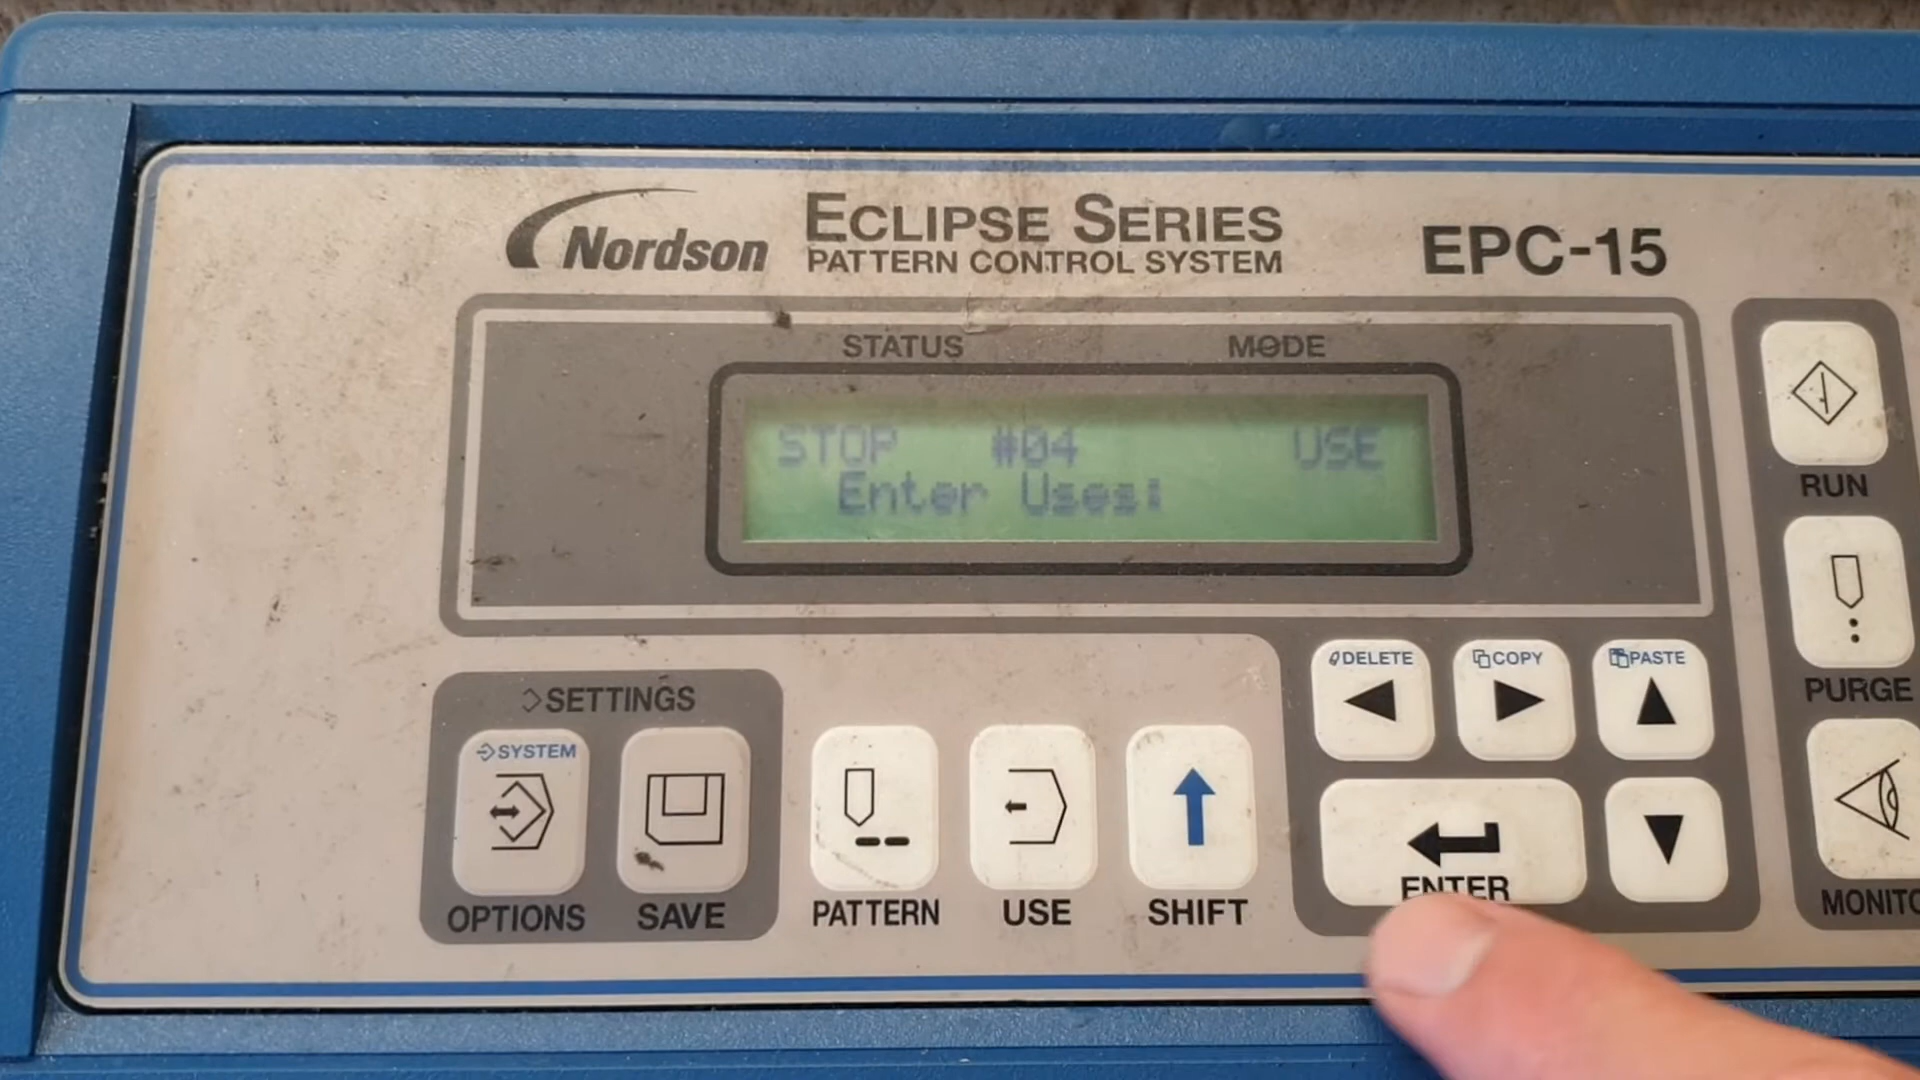 Nordson
ECLIPSE SERIES
PATTERN CONTROL SYSTEM
EPC-15
STATUS MODE
STOP #04 USE
Enter Uses:
RUN
DELETE COPY PASTE
SETTINGS
PURGE
SYSTEM
ENTER
OPTIONS SAVE PATTERN USE SHIFT